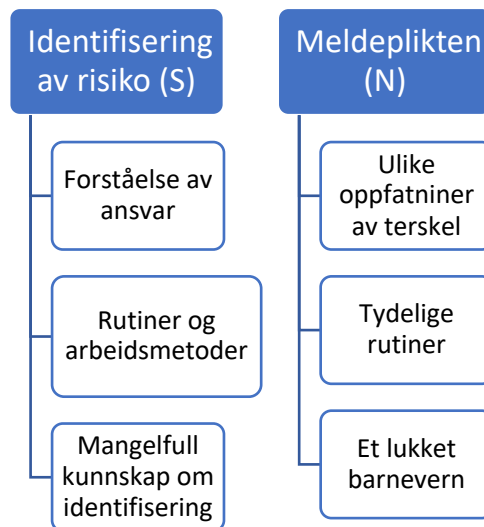 Identifisering
av risiko (S)
Forståelse av
ansvar
Rutiner og
arbeidsmetoder
Mangelfull
kunnskap om
identifisering
Meldeplikten
(N)
Ulike
oppfatniner
av terskel
Tydelige
rutiner
Et lukket
barnevern